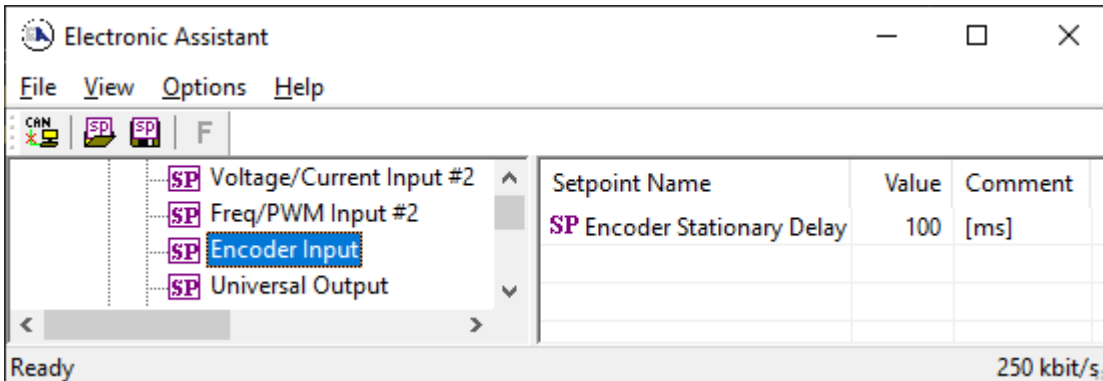 Electronic Assistant
File View Options Help
CAN SP SP F
SP Voltage/Current Input #2
SP Freq/PWM Input #2
SP Encoder Input
SP Universal Output
Setpoint Name Value Comment
SP Encoder Stationary Delay 100 [ms]
Ready 250 kbit/s